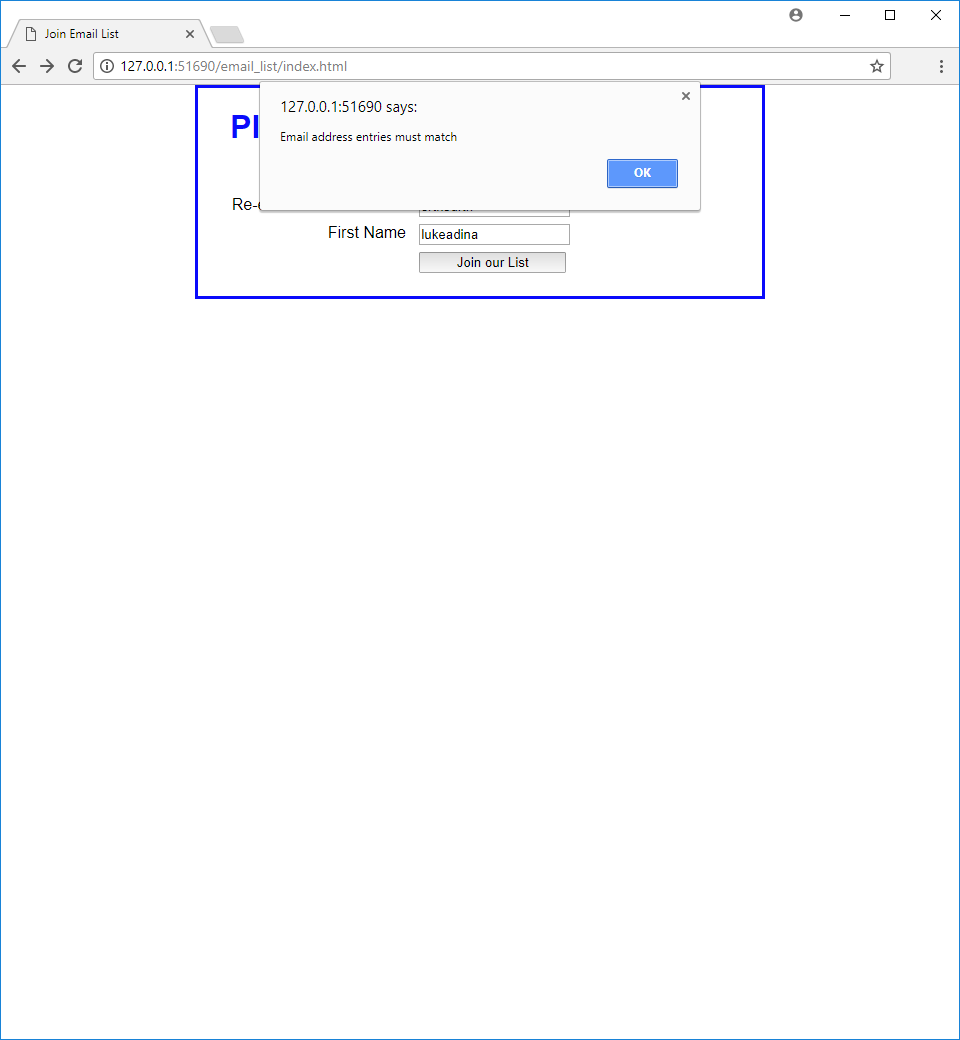 Join Email List
127.0.0.1:51690/email_list/index.html
127.0.0.1:51690 says:
Email address entries must match
OK
First Name lukeadina
Join our List